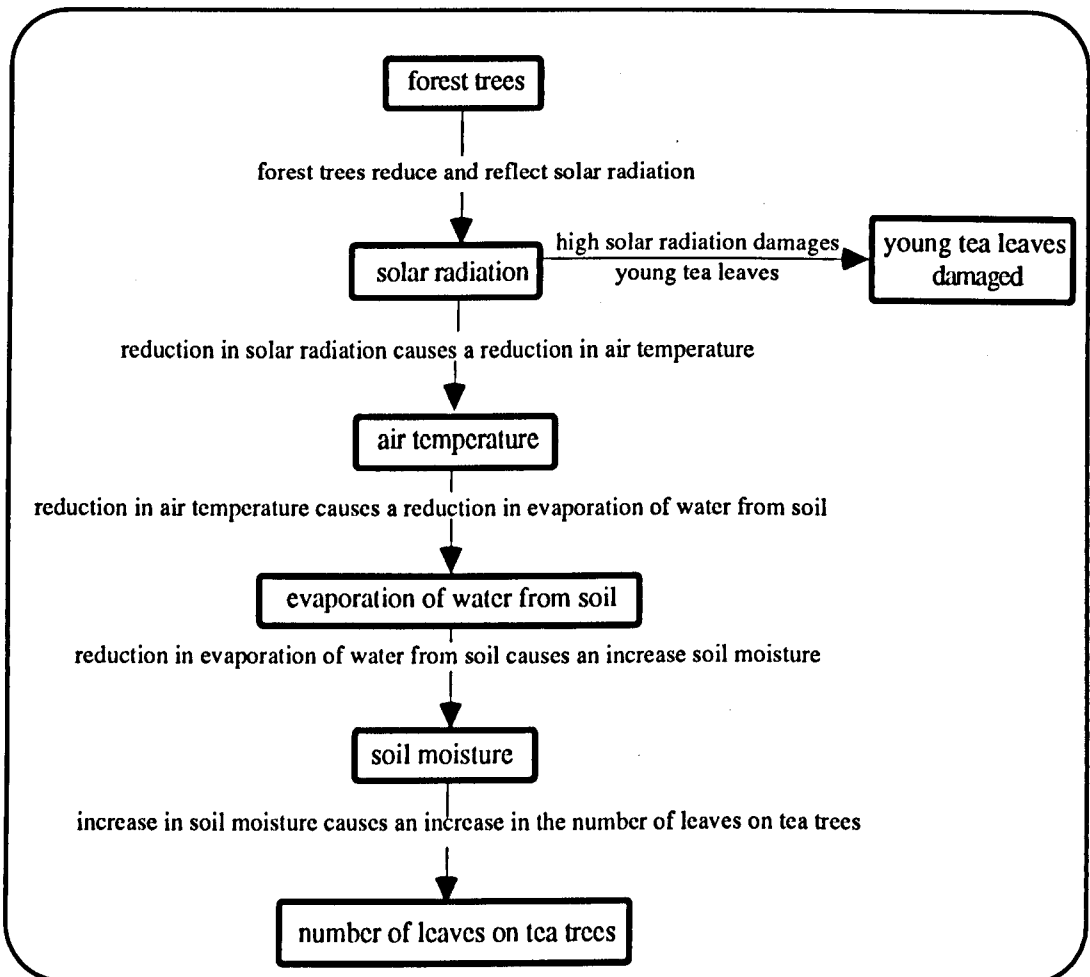 forest trees
forest trees reduce and reflect solar radiation
solar radiation
high solar radiation damages
young tea leaves
young tea leaves
damaged
reduction in solar radiation causes a reduction in air temperature
air temperature
reduction in air temperature causes a reduction in evaporation of water from soil
evaporation of water from soil
reduction in evaporation of water from soil causes an increase soil moisture
soil moisture
increase in soil moisture causes an increase in the number of leaves on tea trees
number of leaves on tea trees